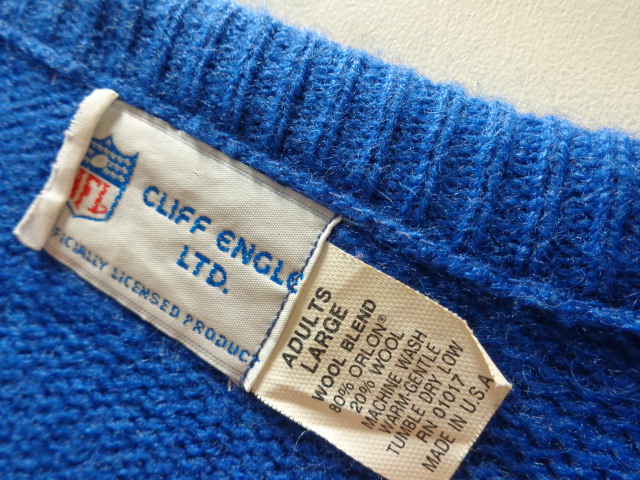 NFL
CLIFF ENGLE
LTD.
FICIALLY LICENSED PRODUCT
ADULTS
LARGE
WOOL BLEND
80% ORLON®
20% WOOL
MACHINE WASH
WARM-GENTLE
TUMBLE DRY LOW
RN 01017
MADE IN U.S.A.